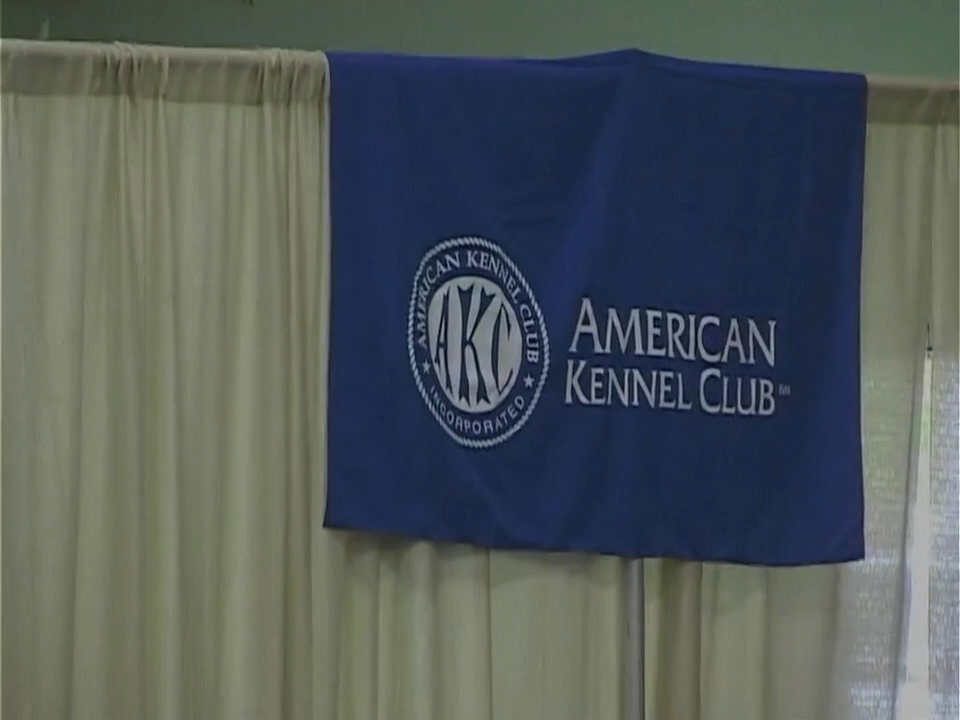 AMERICAN KENNEL CLUB
AKC
INCORPORATED
AMERICAN
KENNEL CLUB